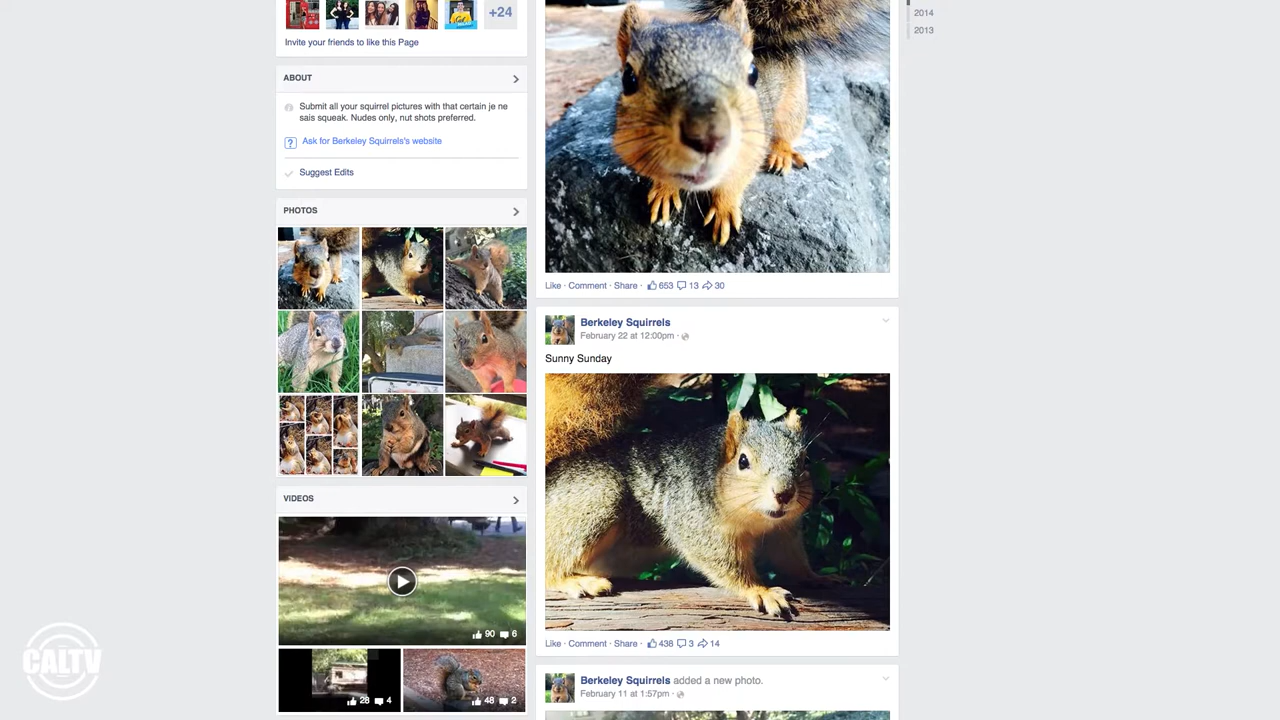 +24
Invite your friends to like this Page
ABOUT
Submit all your squirrel pictures with that certain je ne
sais squeak. Nudes only, nut shots preferred.
? Ask for Berkeley Squirrels's website
Suggest Edits
PHOTOS
VIDEOS
90 6
28 4
48 2
CALTV
Like · Comment · Share · 653 13 30
Berkeley Squirrels
February 22 at 12:00pm ·
Sunny Sunday
Like · Comment · Share · 438 3 14
Berkeley Squirrels added a new photo.
February 11 at 1:57pm ·
2014
2013